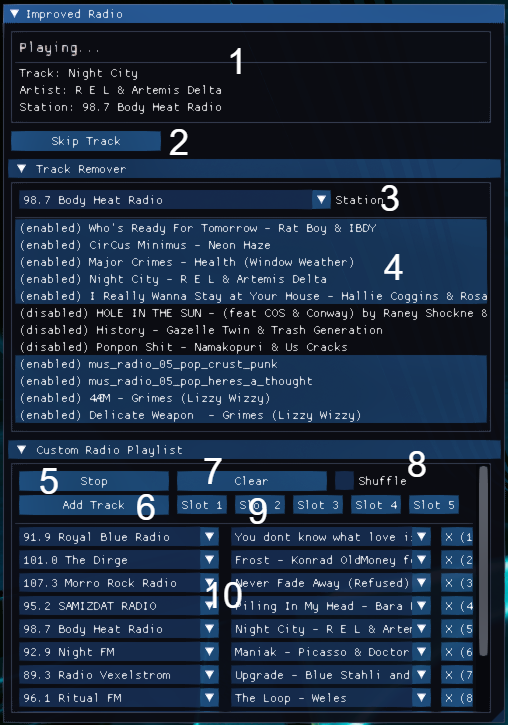 Improved Radio
Playing...
1
Track: Night City
Artist: R E L & Artemis Delta
Station: 98.7 Body Heat Radio
Skip Track 2
Track Remover
98.7 Body Heat Radio Station 3
(enabled) Who's Ready For Tomorrow - Rat Boy & IBDY
(enabled) CirCus Minimus - Neon Haze
(enabled) Major Crimes - Health (Window Weather)
4
(enabled) Night City - R E L & Artemis Delta
(enabled) I Really Wanna Stay at Your House - Hallie Coggins & Rosa
(disabled) HOLE IN THE SUN - (feat COS & Conway) by Raney Shockne &
(disabled) History - Gazelle Twin & Trash Generation
(disabled) Ponpon Shit - Namakopuri & Us Cracks
(enabled) mus_radio_05_pop_crust_punk
(enabled) mus_radio_05_pop_heres_a_thought
(enabled) 4ÆM - Grimes (Lizzy Wizzy)
(enabled) Delicate Weapon - Grimes (Lizzy Wizzy)
Custom Radio Playlist
5 Stop 7 Clear Shuffle 8
Add Track 6 Slot 1 9 Slot 2 Slot 3 Slot 4 Slot 5
91.9 Royal Blue Radio You dont know what love i X (1
101.0 The Dirge Frost - Konrad OldMoney f X (2
107.3 Morro Rock Radio Never Fade Away (Refused) X (3
10
95.2 SAMIZDAT RADIO Piling In My Head - Bara X (4
98.7 Body Heat Radio Night City - R E L & Arte X (5
92.9 Night FM Maniak - Picasso & Doctor X (6
89.3 Radio Vexelstrom Upgrade - Blue Stahli and X (7
96.1 Ritual FM The Loop - Weles X (8